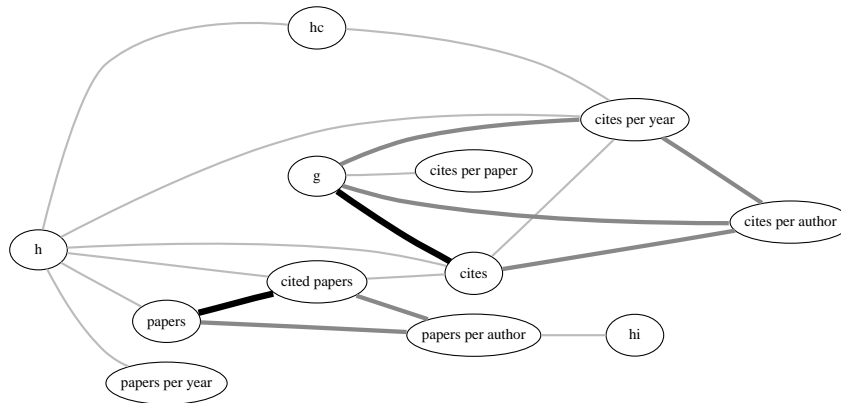 hc
cites per year
cites per paper
g
cites per author
h
cites
cited papers
papers
papers per author
hi
papers per year